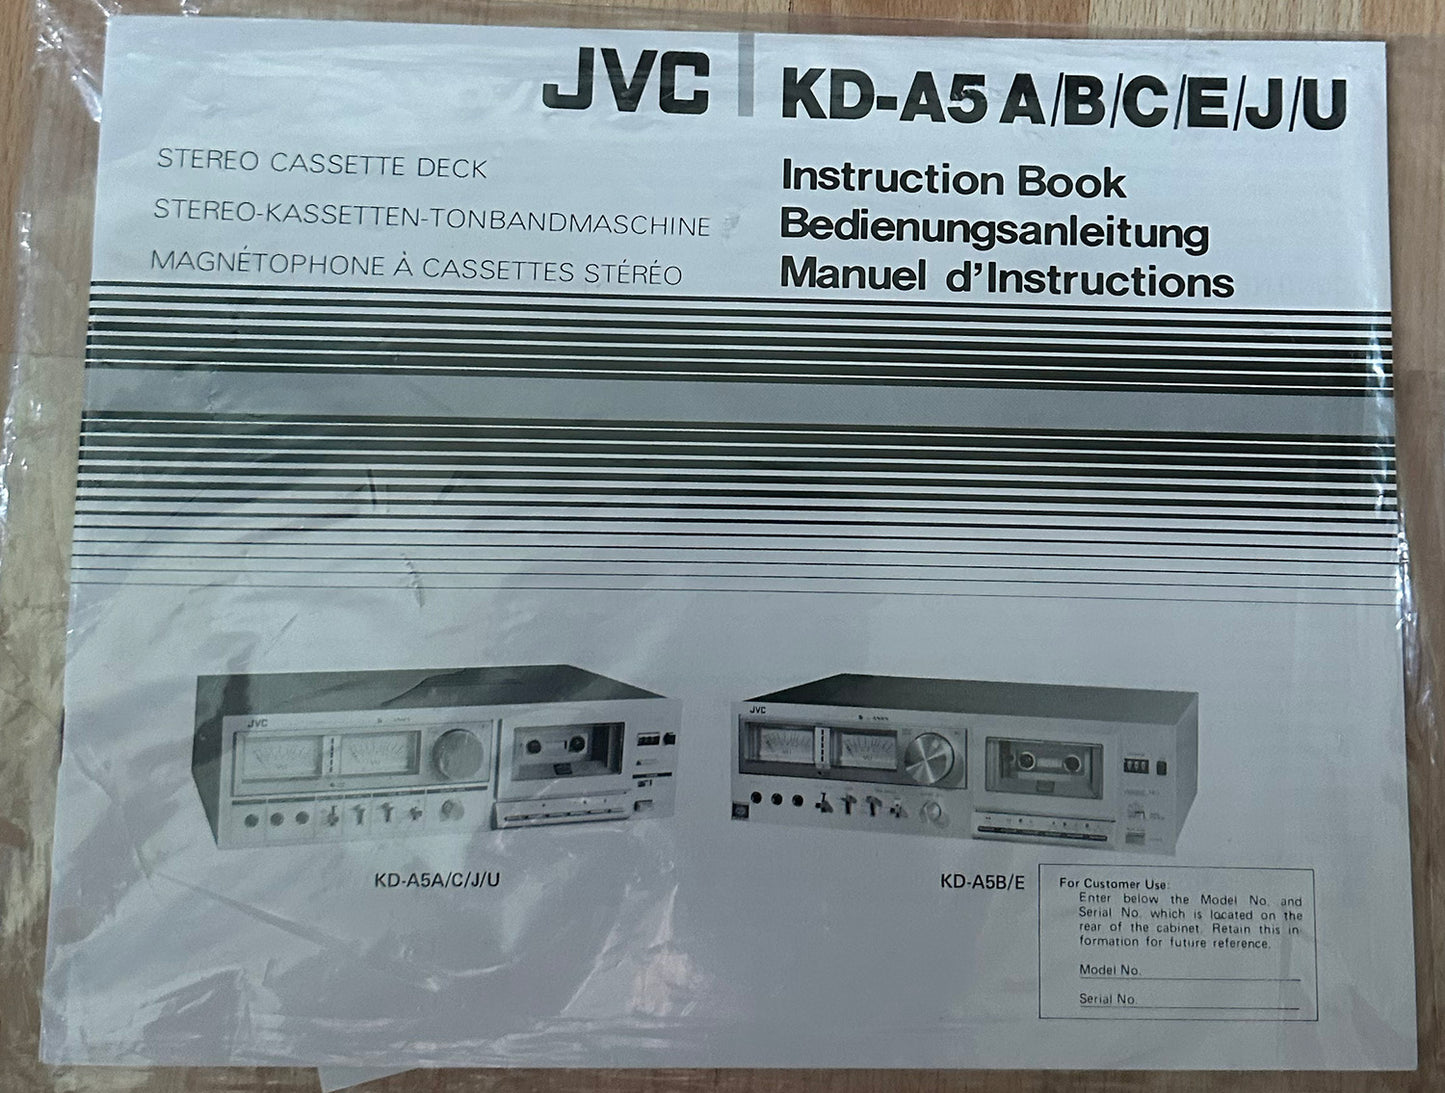 JVC
KD-A5 A/B/C/E/J/U
STEREO CASSETTE DECK
STEREO-KASSETTEN-TONBANDMASCHINE
MAGNÉTOPHONE À CASSETTES STÉRÉO
Instruction Book
Bedienungsanleitung
Manuel d'Instructions
JVC
JVC
KD-A5A/C/J/U
KD-A5B/E
For Customer Use:
Enter below the Model No. and
Serial No. which is located on the
rear of the cabinet. Retain this in-
formation for future reference.
Model No.
Serial No.